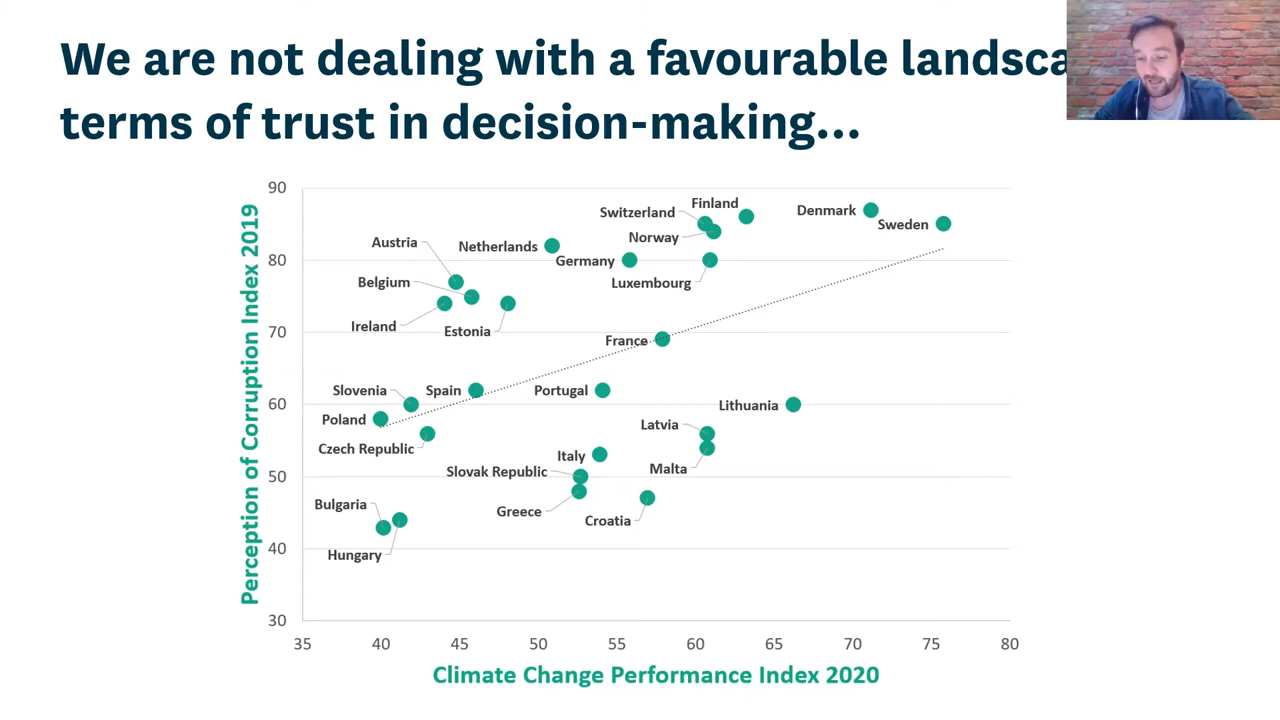 We are not dealing with a favourable
terms of trust in decision-making...
Perception of Corruption Index 2019
90
80
70
60
50
40
30
Finland
Switzerland
Denmark
Sweden
Norway
Austria
Netherlands
Germany
Belgium
Luxembourg
Ireland
Estonia
France
Slovenia
Spain
Portugal
Lithuania
Poland
Latvia
Czech Republic
Italy
Malta
Slovak Republic
Bulgaria
Greece
Croatia
Hungary
35 40 45 50 55 60 65 70 75 80
Climate Change Performance Index 2020